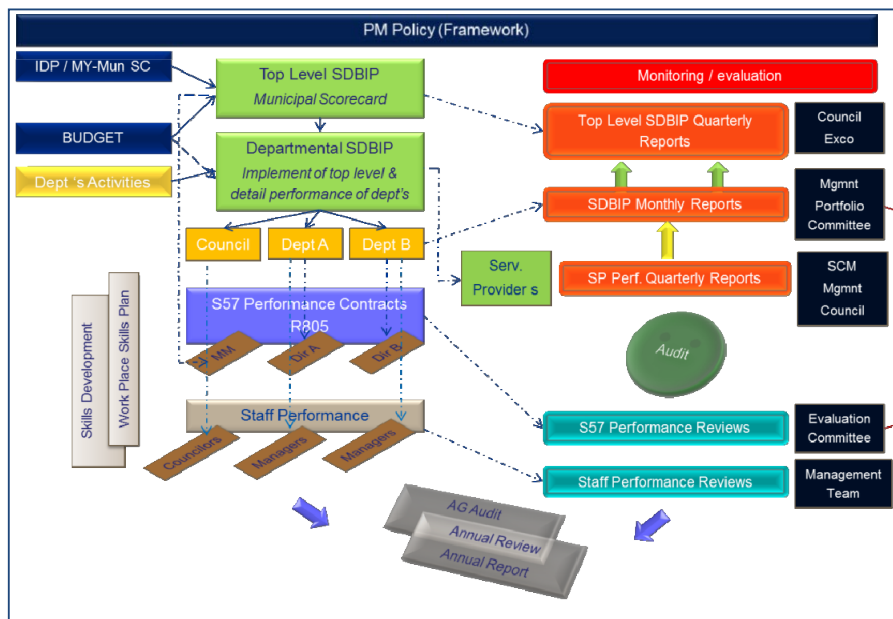 PM Policy (Framework)
IDP / MY-Mun SC
BUDGET
Dept 's Activities
Top Level SDBIP
Municipal Scorecard
Departmental SDBIP
Implement of top level &
detail performance of dept's
Council
Dept A
Dept B
Serv.
Provider s
S57 Performance Contracts
R805
MM
Dir A
Dir B
Skills Development
Work Place Skills Plan
Staff Performance
Councilors
Managers
Managers
Monitoring / evaluation
Top Level SDBIP Quarterly
Reports
Council
Exco
SDBIP Monthly Reports
Mgmnt
Portfolio
Committee
SP Perf. Quarterly Reports
SCM
Mgmnt
Council
Audit
S57 Performance Reviews
Evaluation
Committee
Staff Performance Reviews
Management
Team
AG Audit
Annual Review
Annual Report